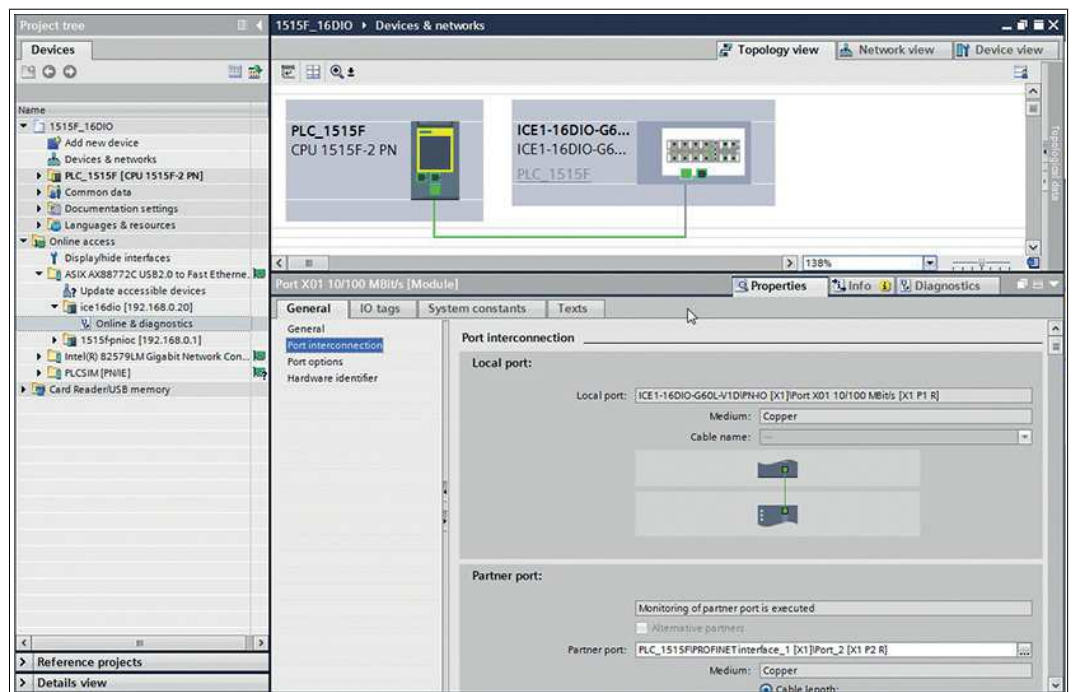 Project tree
1515F_16DIO ▸ Devices & networks
Devices
Topology view
Network view
Device view
Name
1515F_16DIO
Add new device
Devices & networks
PLC_1515F [CPU 1515F-2 PN]
Common data
Documentation settings
Languages & resources
Online access
Display/hide interfaces
ASIX AX88772C USB2.0 to Fast Etherne..
Update accessible devices
ice16dio [192.168.0.20]
Online & diagnostics
1515fpnioc [192.168.0.1]
Intel(R) 82579LM Gigabit Network Con...
PLCSIM [PN/IE]
Card Reader/USB memory
Reference projects
Details view
PLC_1515F
CPU 1515F-2 PN
ICE1-16DIO-G6...
ICE1-16DIO-G6...
PLC_1515F
Topological data
138%
Port X01 10/100 MBit/s [Module]
Properties
Info
Diagnostics
General
IO tags
System constants
Texts
General
Port interconnection
Port options
Hardware identifier
Port interconnection
Local port:
Local port: ICE1-16DIO-G60L-V1D\PN-IO [X1]\Port X01 10/100 MBit/s [X1 P1 R]
Medium: Copper
Cable name: ---
Partner port:
Monitoring of partner port is executed
Alternative partners
Partner port: PLC_1515F\PROFINET interface_1 [X1]\Port_2 [X1 P2 R]
Medium: Copper
Cable length: